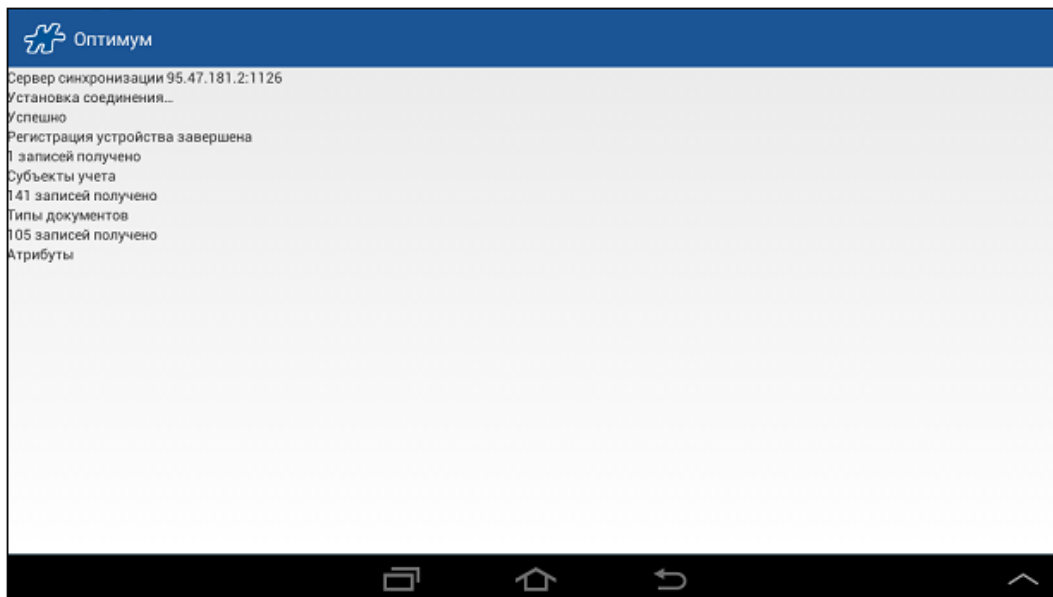 Оптимум
Сервер синхронизации 95.47.181.2:1126
Установка соединения...
Успешно
Регистрация устройства завершена
1 записей получено
Субъекты учета
141 записей получено
Типы документов
105 записей получено
Атрибуты